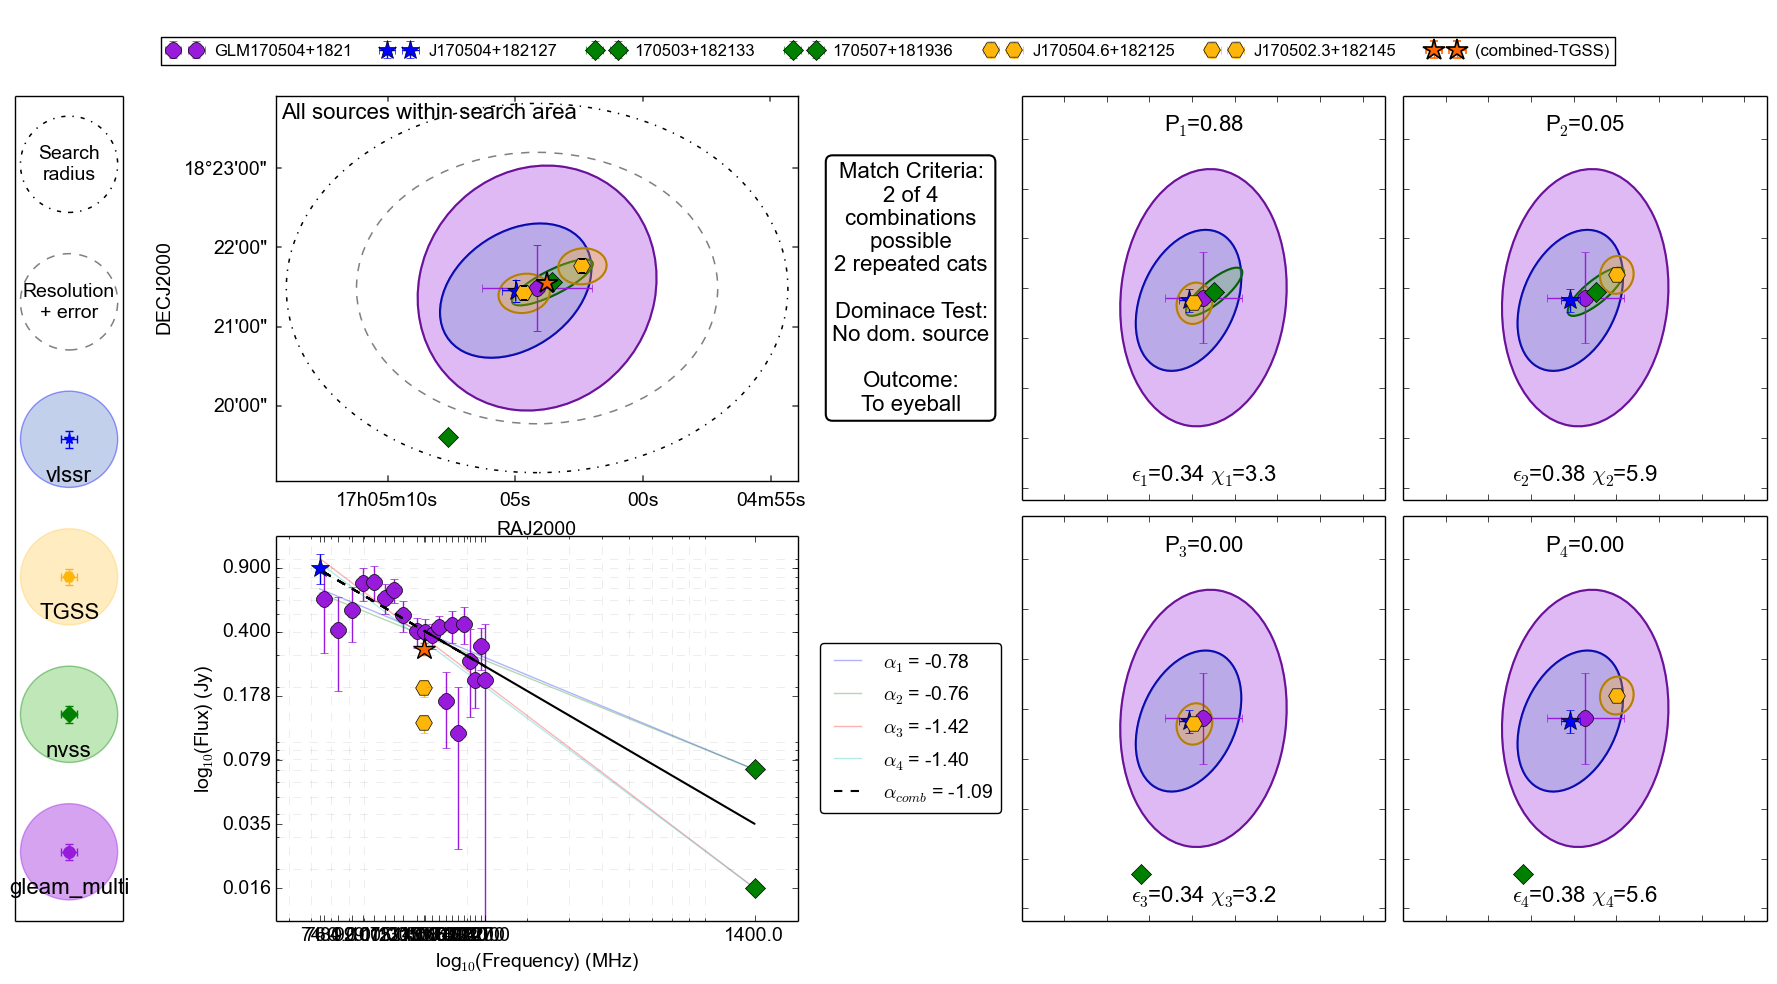 GLM170504+1821 J170504+182127 170503+182133 170507+181936 J170504.6+182125 J170502.3+182145 (combined-TGSS)
Search
radius
Resolution
+ error
vlssr
TGSS
nvss
gleam_multi
All sources within search area
DECJ2000
18°23'00"
22'00"
21'00"
20'00"
17h05m10s 05s 00s 04m55s
RAJ2000
Match Criteria:
2 of 4
combinations
possible
2 repeated cats
Dominace Test:
No dom. source
Outcome:
To eyeball
P1=0.88
ϵ1=0.34 χ1=3.3
P2=0.05
ϵ2=0.38 χ2=5.9
P3=0.00
ϵ3=0.34 χ3=3.2
P4=0.00
ϵ4=0.38 χ4=5.6
log10(Flux) (Jy)
0.900
0.400
0.178
0.079
0.035
0.016
1400.0
log10(Frequency) (MHz)
α1 = -0.78
α2 = -0.76
α3 = -1.42
α4 = -1.40
αcomb = -1.09